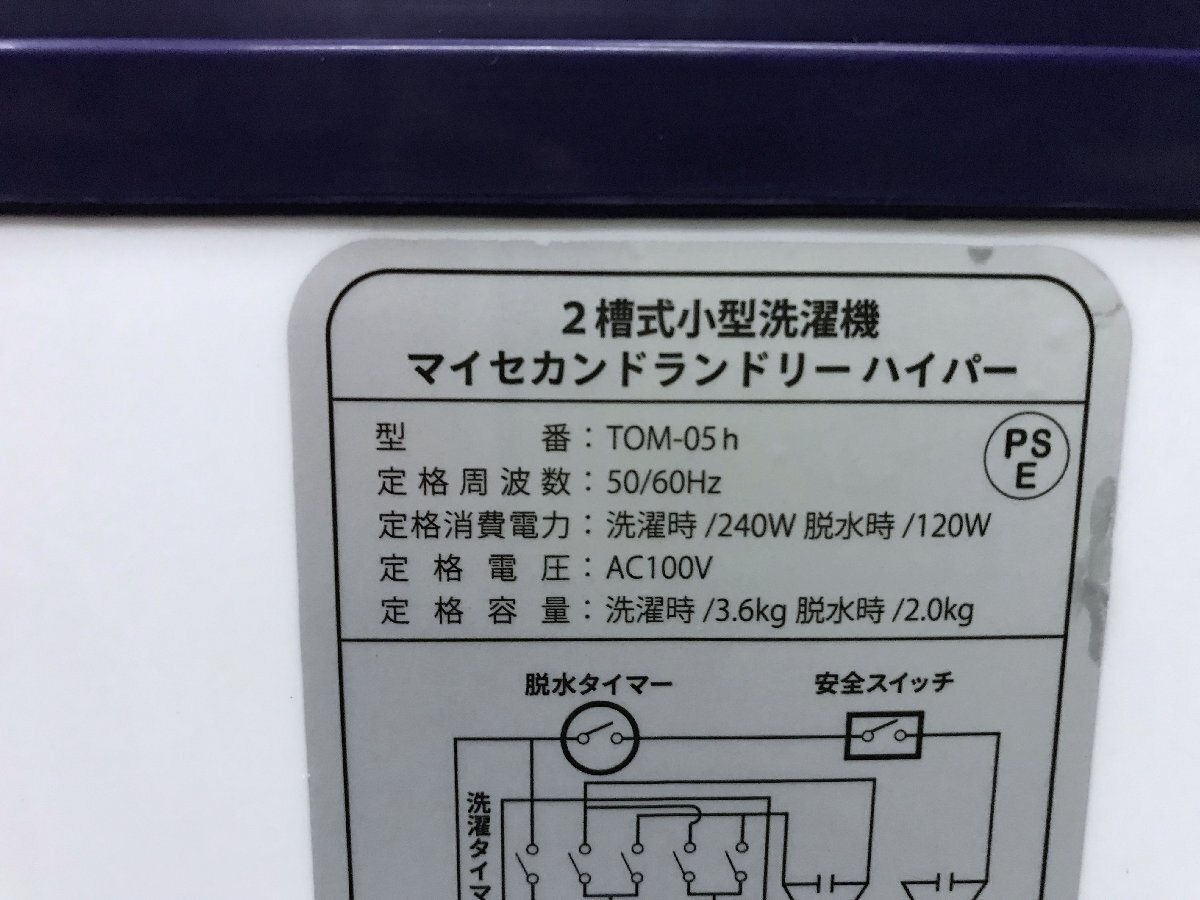 2槽式小型洗濯機
マイセカンドランドリー ハイパー
型番:TOM-05h
PS
E
定格周波数:50/60Hz
定格消費電力:洗濯時/240W 脱水時/120W
定格電圧:AC100V
定格容量:洗濯時/3.6kg 脱水時/2.0kg
脱水タイマー
安全スイッチ
洗濯タイマ